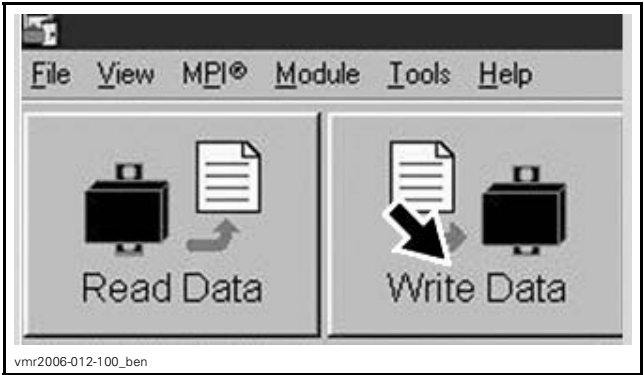 File View MPI® Module Tools Help
Read Data
Write Data
vmr2006-012-100_ben